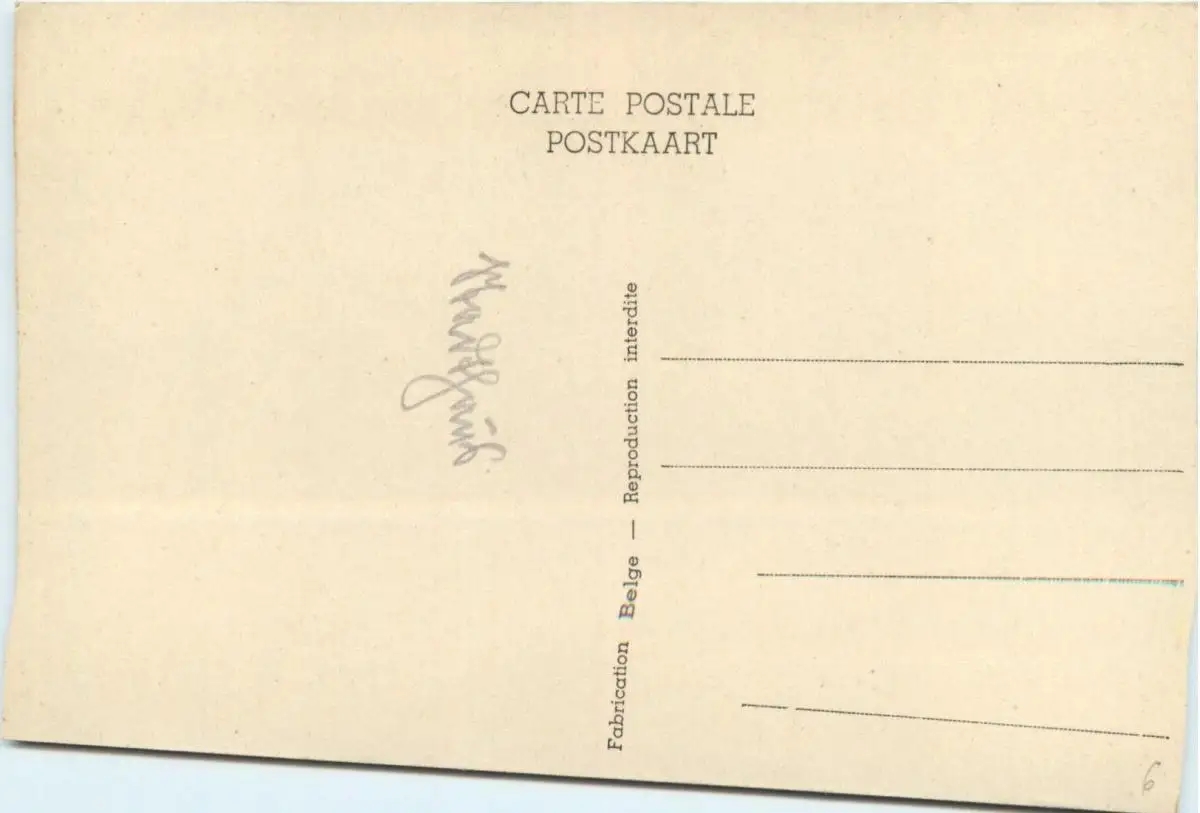 CARTE POSTALE
POSTKAART
Fabrication Belge — Reproduction interdite
6